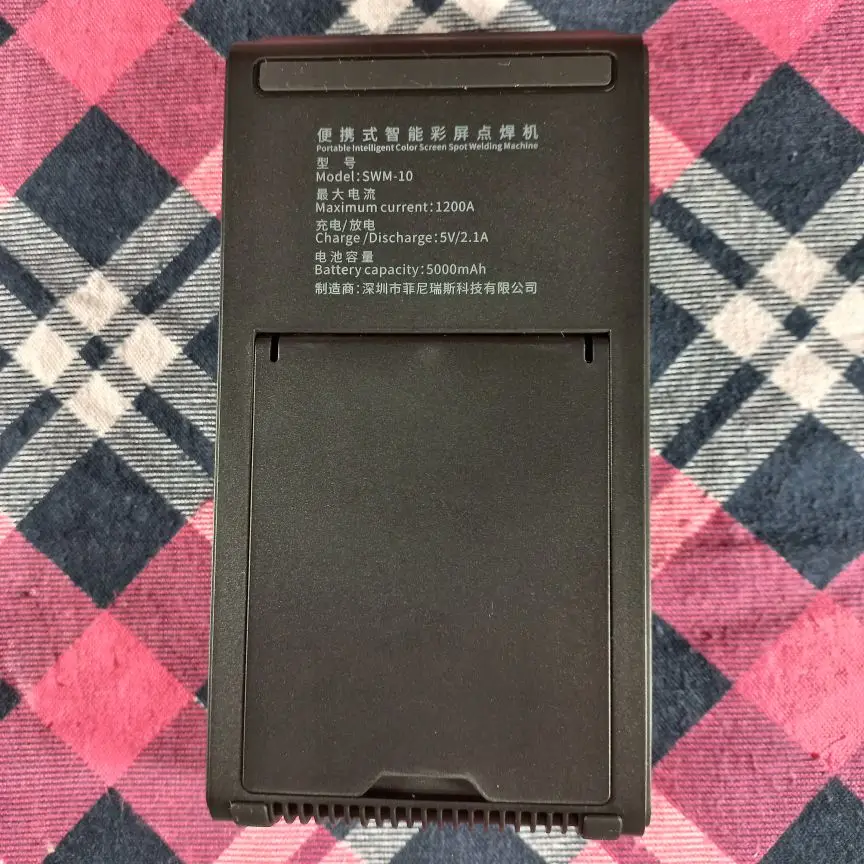 便携式智能彩屏点焊机
Portable Intelligent Color Screen Spot Welding Machine
型 号
Model:SWM-10
最大电流
Maximum current:1200A
充电/放电
Charge/Discharge:5V/2.1A
电池容量
Battery capacity:5000mAh
制造商:深圳市菲尼瑞斯科技有限公司